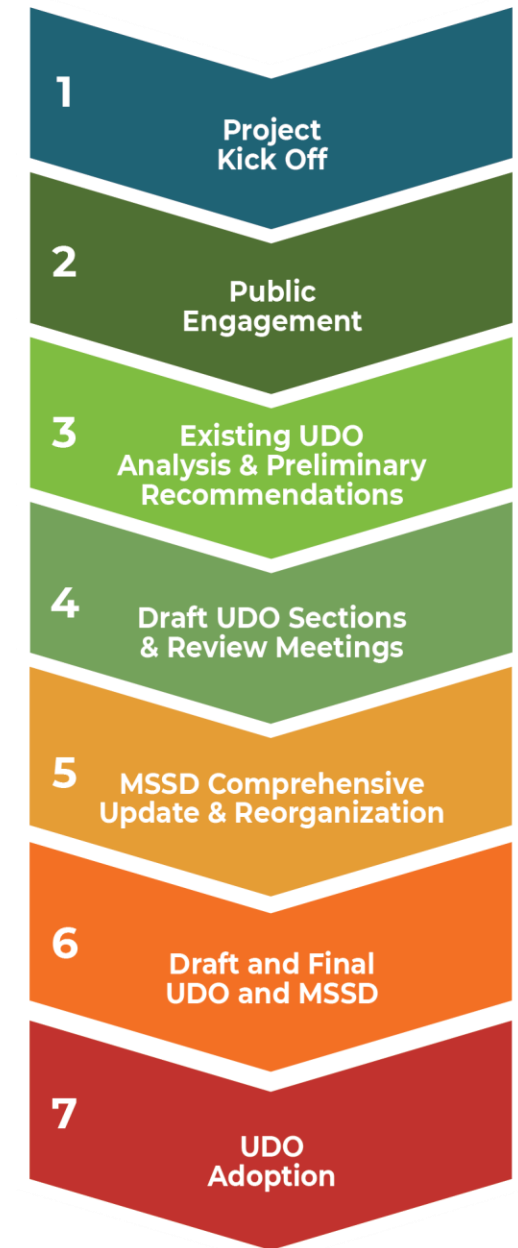 1
Project
Kick Off
2
Public
Engagement
3
Existing UDO
Analysis & Preliminary
Recommendations
4
Draft UDO Sections
& Review Meetings
5
MSSD Comprehensive
Update & Reorganization
6
Draft and Final
UDO and MSSD
7
UDO
Adoption